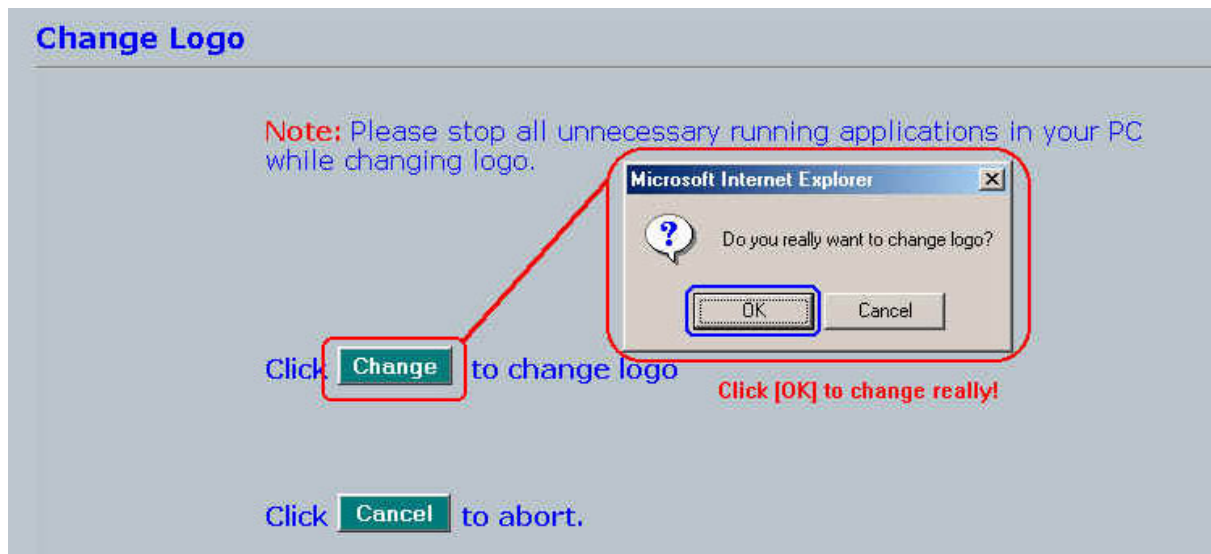 Change Logo
Note: Please stop all unnecessary running applications in your PC
while changing logo.
Microsoft Internet Explorer
Do you really want to change logo?
OK Cancel
Click Change to change logo
Click [OK] to change really!
Click Cancel to abort.